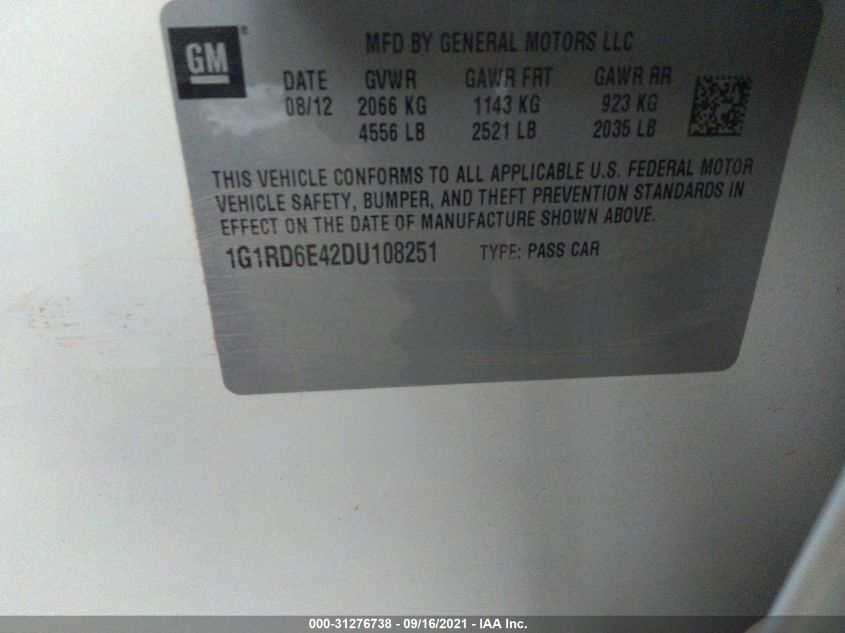 GM
MFD BY GENERAL MOTORS LLC
DATE GVWR GAWR FRT GAWR RR
08/12 2066 KG 1143 KG 923 KG
4556 LB 2521 LB 2035 LB
THIS VEHICLE CONFORMS TO ALL APPLICABLE U.S. FEDERAL MOTOR
VEHICLE SAFETY, BUMPER, AND THEFT PREVENTION STANDARDS IN
EFFECT ON THE DATE OF MANUFACTURE SHOWN ABOVE.
1G1RD6E42DU108251 TYPE: PASS CAR
000-31276738 - 09/16/2021 - IAA Inc.